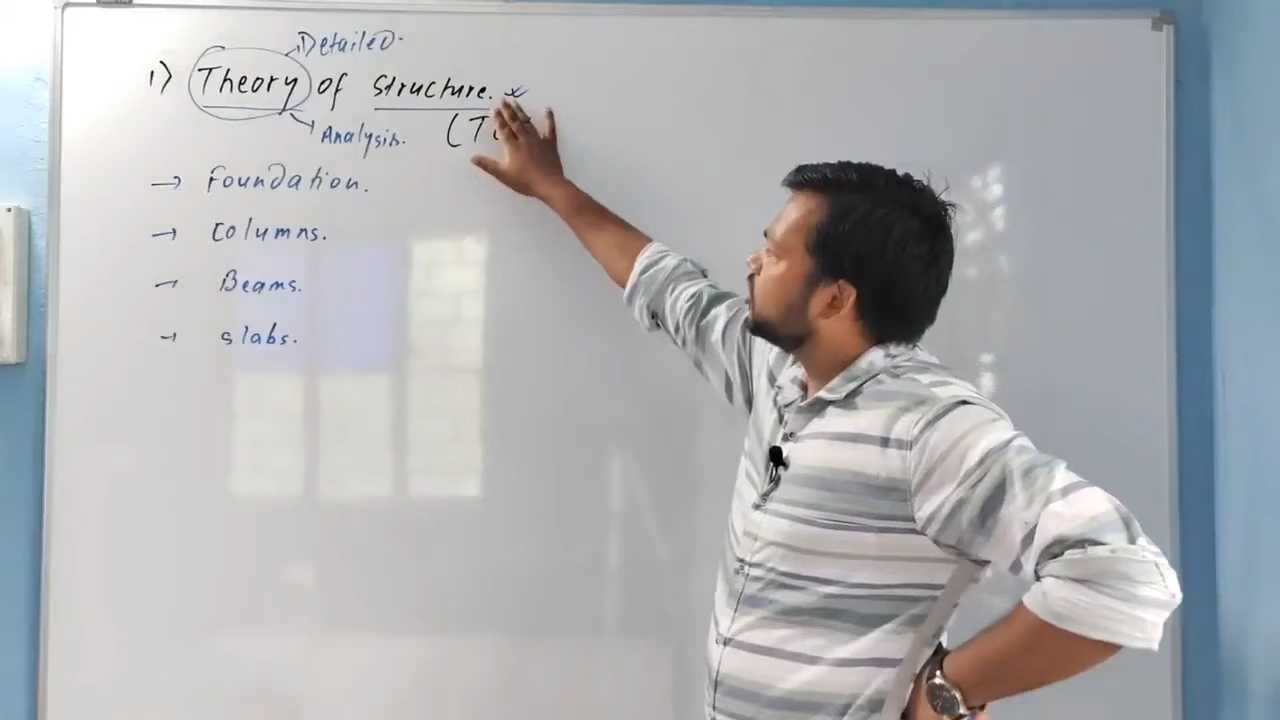 Detailed.
1) Theory of Structure.
Analysis.
→ Foundation.
→ Columns.
→ Beams.
→ slabs.